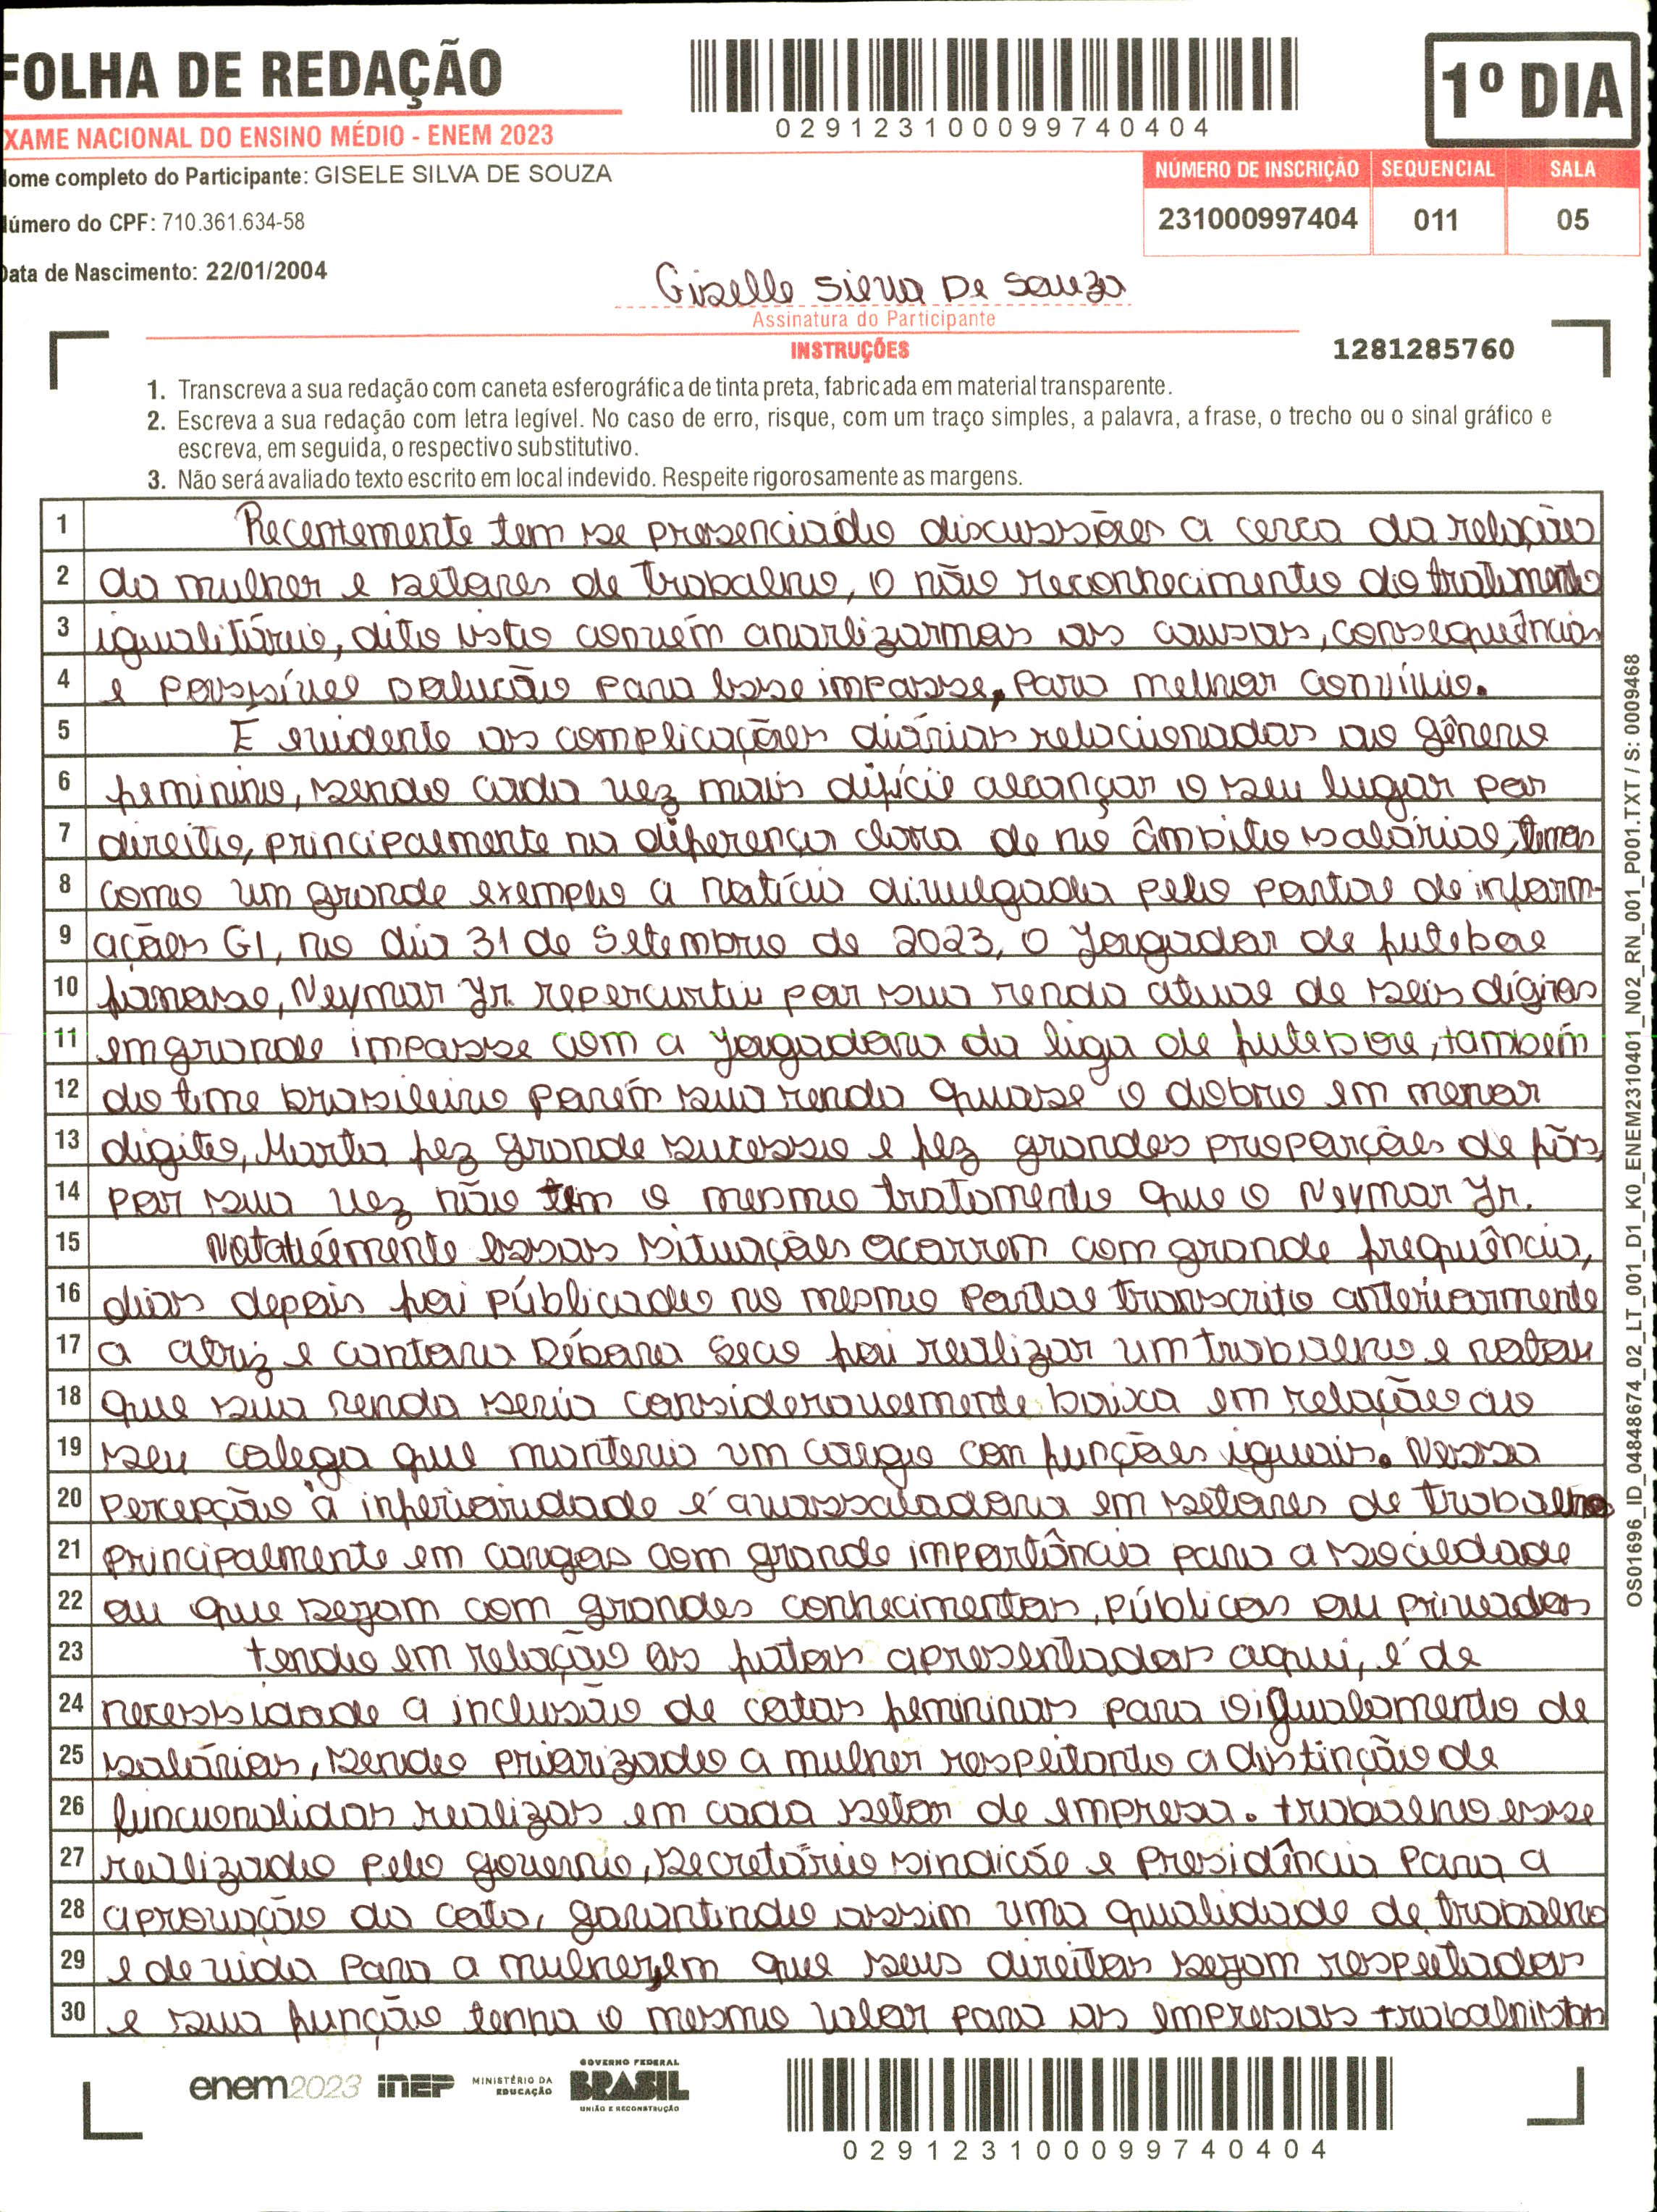 FOLHA DE REDAÇÃO
1º DIA
029123100099740404
EXAME NACIONAL DO ENSINO MÉDIO - ENEM 2023
Nome completo do Participante: GISELE SILVA DE SOUZA
NÚMERO DE INSCRIÇÃO SEQUENCIAL SALA
231000997404 011 05
Número do CPF: 710.361.634-58
Data de Nascimento: 22/01/2004
Giselle Silva De Souza
Assinatura do Participante
INSTRUÇÕES
1281285760
1. Transcreva a sua redação com caneta esferográfica de tinta preta, fabricada em material transparente.
2. Escreva a sua redação com letra legível. No caso de erro, risque, com um traço simples, a palavra, a frase, o trecho ou o sinal gráfico e
escreva, em seguida, o respectivo substitutivo.
3. Não será avaliado texto escrito em local indevido. Respeite rigorosamente as margens.
1 Recentemente tem se presenciado discussões a cerca da relação
2 da mulher e setores de trabalho, o não reconhecimento do tratamento
3 igualitário, dito isto convém anarlizarmos as causas, consequências
4 e possível solucão para esse impasse, para melhor convívio.
5 É evidente as complicações diárias relacionadas ao gênero
6 feminino, sendo cada vez mais difícil alcançar o seu lugar por
7 direito, principalmente na diferença clara de no âmbito salárial, temos
8 como um grande exemplo a notícia divulgada pelo portal de inform-
9 ações G1, no dia 31 de Setembro de 2023, o Jougador de futebol
10 famoso, Neymar Jr. repercurtiu por sua renda atual de seis dígitos
11 em grande impasse com a jougadora da liga de futebol, também
12 do time brasileiro porém sua renda quase o dobro em menor
13 digito, Marta fez grande sucesso e fez grandes proporções de fãs,
14 por sua vez não tem o mesmo tratamento que o Neymar Jr.
15 Notoriémente essas situações ocorrem com grande frequência,
16 dias depois foi públicado no mesmo portal transcrito anteriormente
17 a atriz e cantora Débora Seco foi realizar um trabalho e notou
18 que sua renda seria consideravelmente baixa em relação ao
19 seu colega que manteria um cargo com funções iguais. Nessa
20 percepção à inferioridade é avassaladora em setores de trabalho
21 principalmente em cargos com grande importância para a sociedade
22 ou que sejam com grandes conhecimentos, públicos ou privados
23 tendo em relação os fatos apresentados aqui, é de
24 necessidade a inclusão de cotas femininas para o igualamento de
25 salários, sendo priorizado a mulher respeitando a distinção de
26 funcionalidas realizas em cada setor de empresa. trabalho esse
27 realizado pelo governo, secretário sindicão e Presidência para a
28 aprovação da cota, garantindo assim uma qualidade de trabalho
29 e de vida para a mulher,em que seus direitos sejam respeitados
30 e sua função tenha o mesmo valor para as empresas trabalhistas
OS01696_ID_04848674_02_LT_001_D1_K0_ENEM2310401_N02_RN_001_P001.TXT / S: 0009468
enem2023 inep MINISTÉRIO DA EDUCAÇÃO GOVERNO FEDERAL BRASIL UNIÃO E RECONSTRUÇÃO
029123100099740404